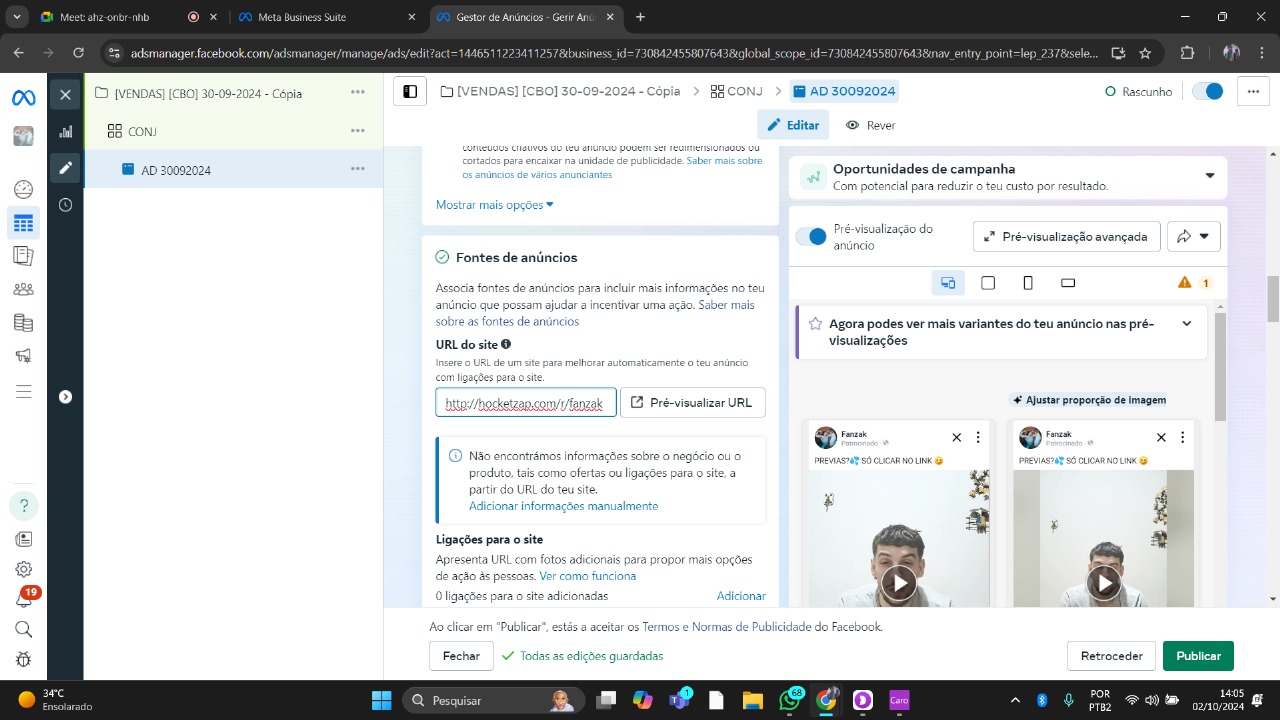 Meet: ahz-onbr-nhb
Meta Business Suite
Gestor de Anúncios - Gerir Anú
adsmanager.facebook.com/adsmanager/manage/ads/edit?act=1446511223411257&business_id=730842455807643&global_scope_id=730842455807643&nav_entry_point=lep_237&sele...
[VENDAS] [CBO] 30-09-2024 - Cópia
CONJ
AD 30092024
[VENDAS] [CBO] 30-09-2024 - Cópia
CONJ
AD 30092024
Rascunho
Editar
Rever
conteúdos criativos do teu anúncio podem ser redimensionados ou
cortados para encaixar na unidade de publicidade. Saber mais sobre
os anúncios de vários anunciantes
Mostrar mais opções
Fontes de anúncios
Associa fontes de anúncios para incluir mais informações no teu
anúncio que possam ajudar a incentivar uma ação. Saber mais
sobre as fontes de anúncios
URL do site
Insere o URL de um site para melhorar automaticamente o teu anúncio
com ligações para o site.
http://hocketzap.com/r/fanzak
Pré-visualizar URL
Não encontrámos informações sobre o negócio ou o
produto, tais como ofertas ou ligações para o site, a
partir do URL do teu site.
Adicionar informações manualmente
Ligações para o site
Apresenta URL com fotos adicionais para propor mais opções
de ação às pessoas. Ver como funciona
0 ligações para o site adicionadas
Adicionar
Oportunidades de campanha
Com potencial para reduzir o teu custo por resultado.
Pré-visualização do
anúncio
Pré-visualização avançada
1
Agora podes ver mais variantes do teu anúncio nas pré-
visualizações
Ajustar proporção de imagem
Fanzak
Patrocinado ·
PREVIAS?💦 SÓ CLICAR NO LINK 😏
Fanzak
Patrocinado ·
PREVIAS?💦 SÓ CLICAR NO LINK 😏
Ao clicar em "Publicar", estás a aceitar os Termos e Normas de Publicidade do Facebook.
Fechar
Todas as edições guardadas
Retroceder
Publicar
19
34°C
Ensolarado
Pesquisar
1
68
Caro
POR
PTB2
14:05
02/10/2024